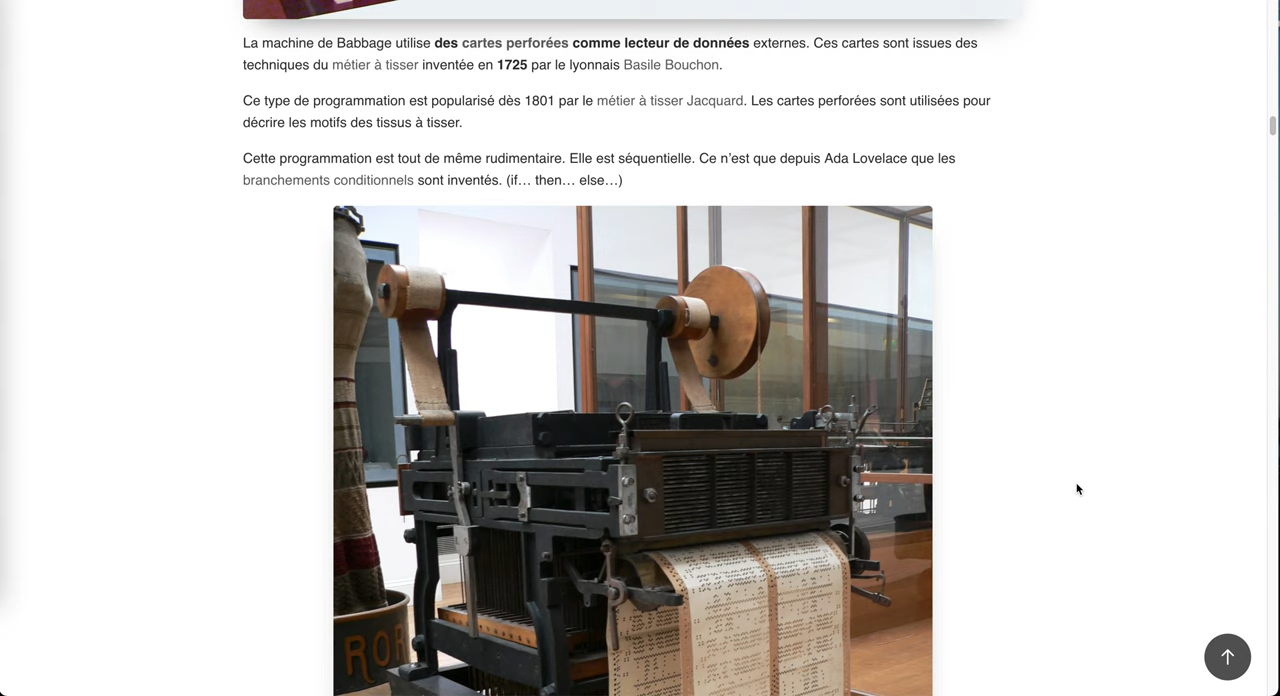 La machine de Babbage utilise des cartes perforées comme lecteur de données externes. Ces cartes sont issues des
techniques du métier à tisser inventée en 1725 par le lyonnais Basile Bouchon.
Ce type de programmation est popularisé dès 1801 par le métier à tisser Jacquard. Les cartes perforées sont utilisées pour
décrire les motifs des tissus à tisser.
Cette programmation est tout de même rudimentaire. Elle est séquentielle. Ce n’est que depuis Ada Lovelace que les
branchements conditionnels sont inventés. (if… then… else…)
ROR